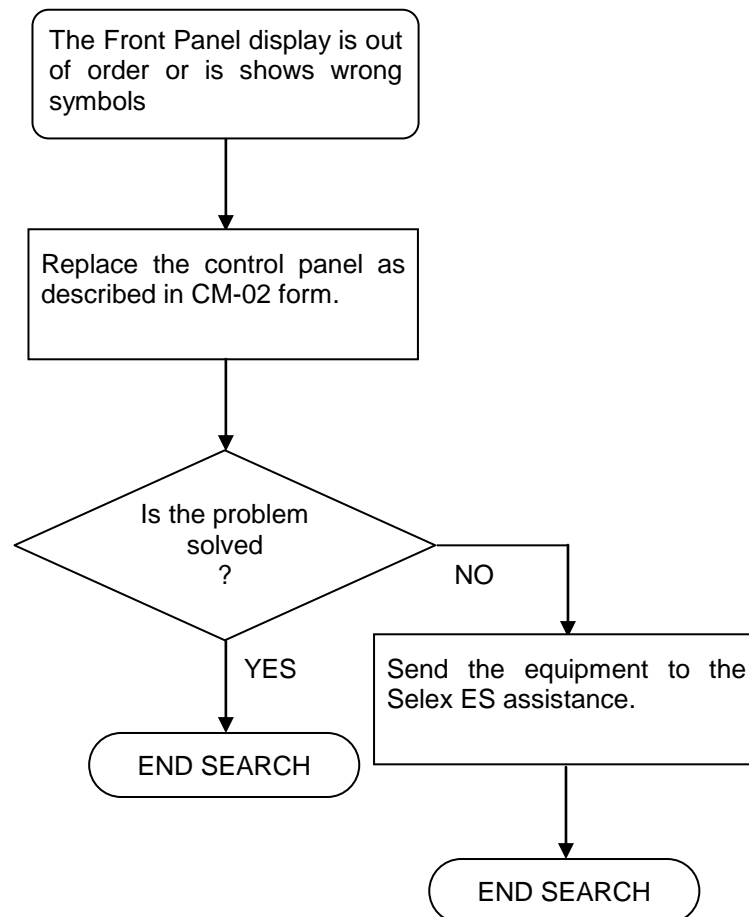 The Front Panel display is out
of order or is shows wrong
symbols
Replace the control panel as
described in CM-02 form.
Is the problem
solved
?
NO
YES
Send the equipment to the
Selex ES assistance.
END SEARCH
END SEARCH